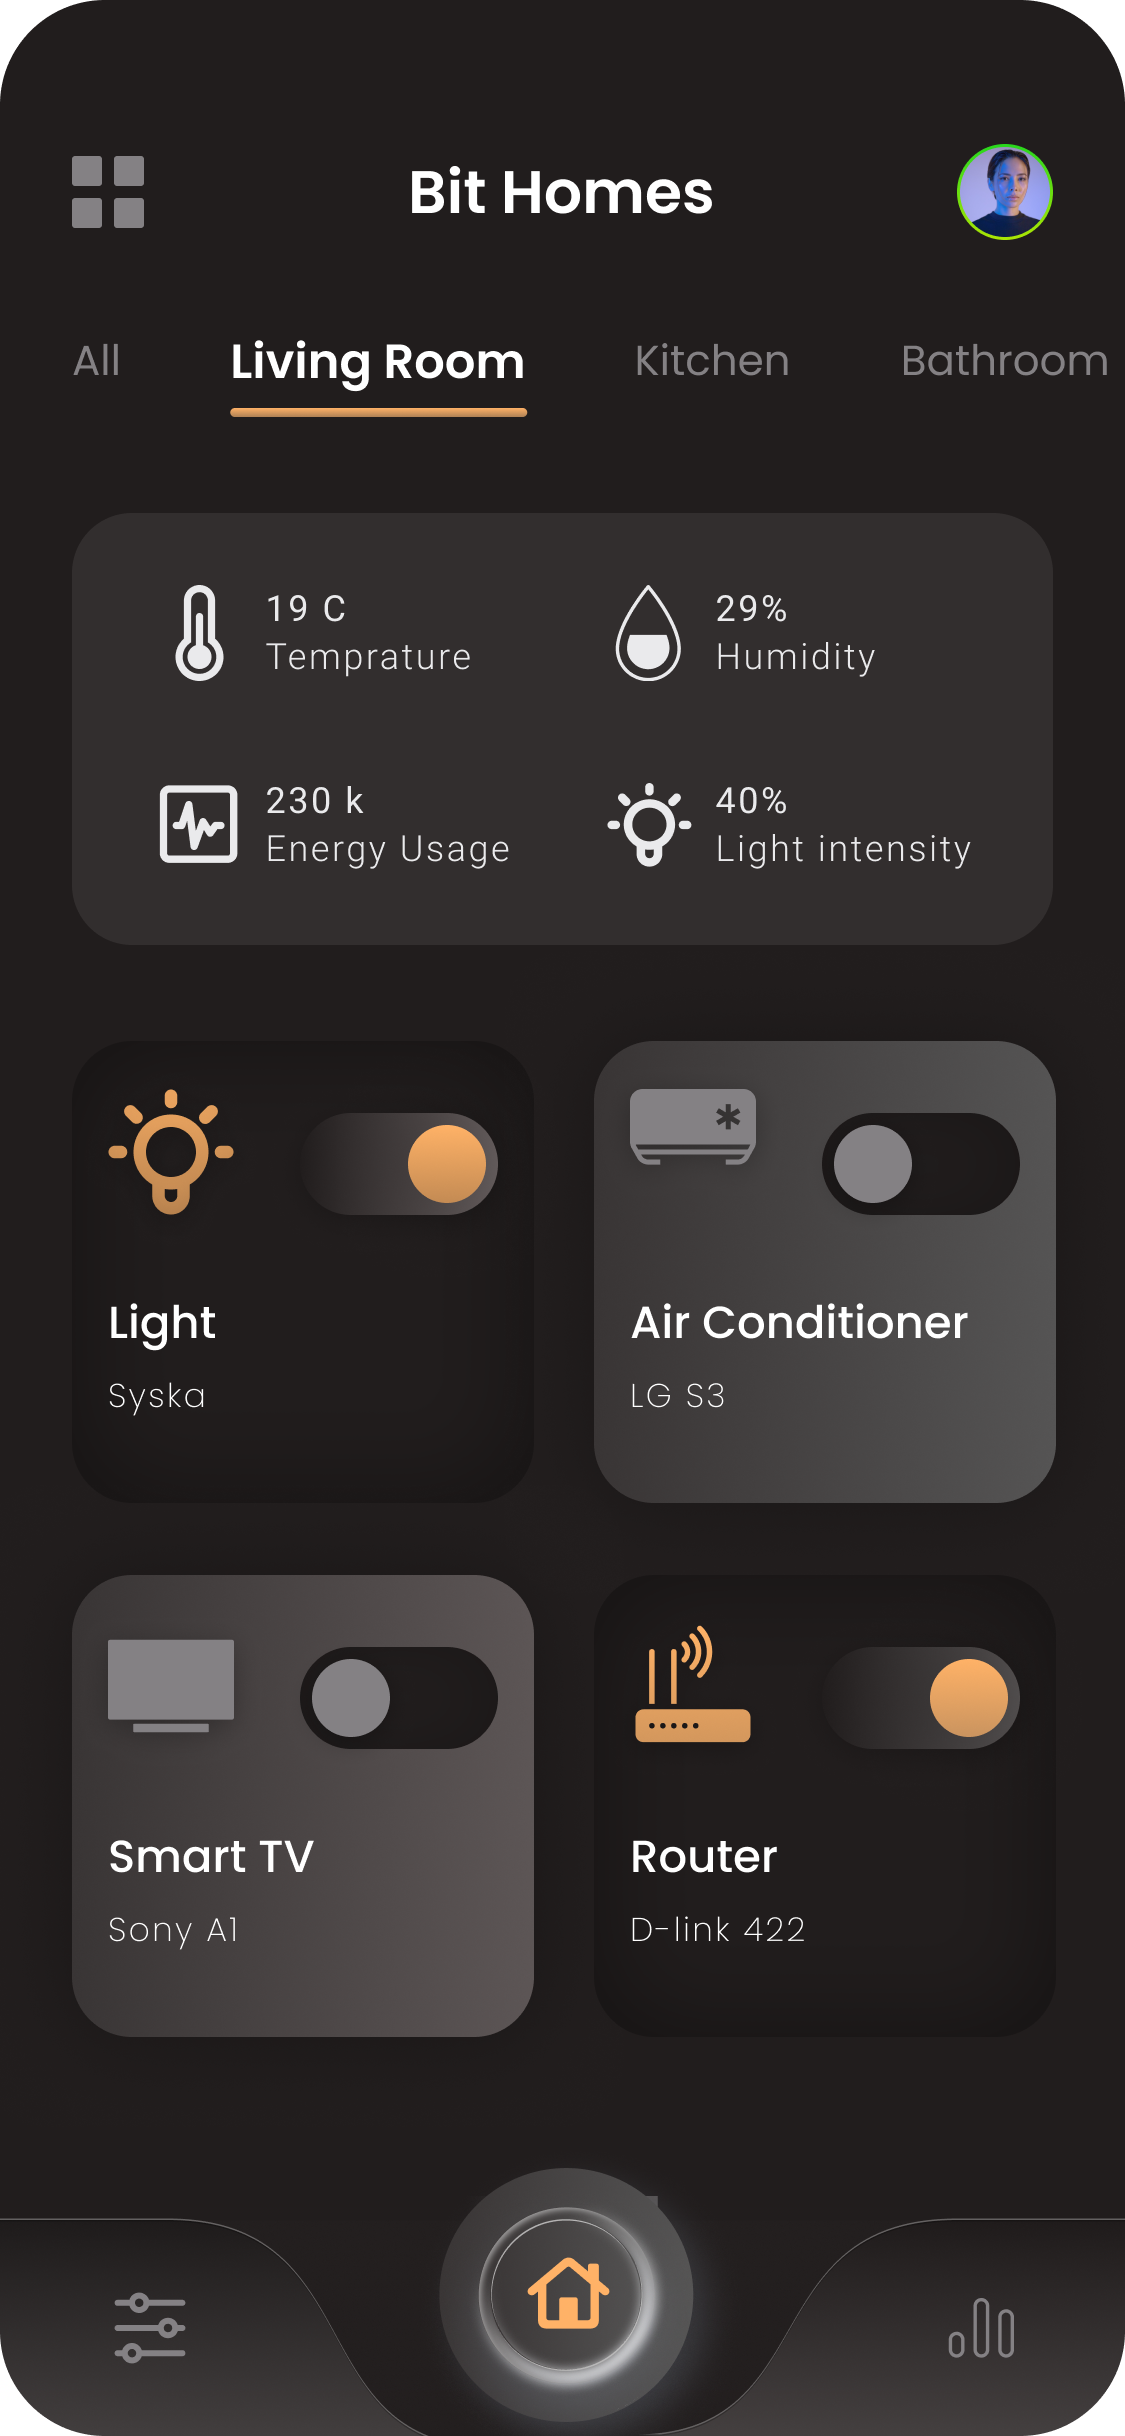 Bit Homes
All Living Room Kitchen Bathroom
19 C
Temprature
29%
Humidity
230 k
Energy Usage
40%
Light intensity
Light
Syska
Air Conditioner
LG S3
Smart TV
Sony A1
Router
D-link 422